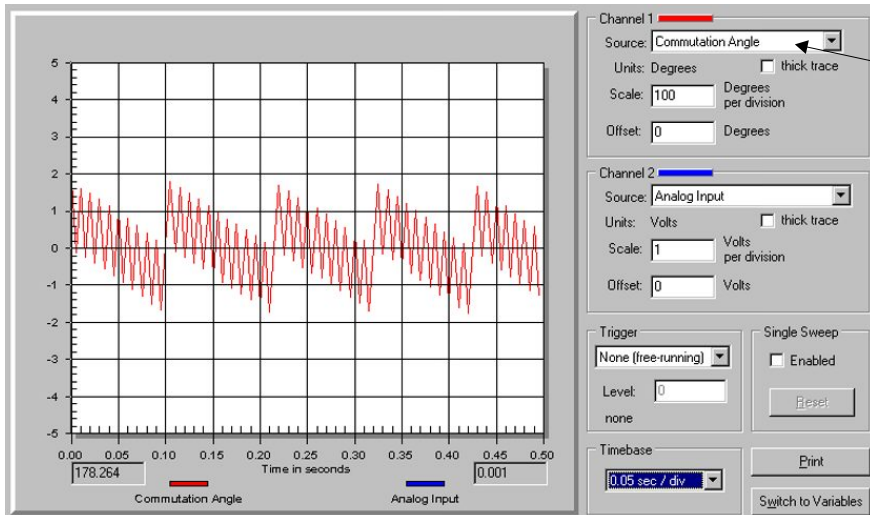 5
4
3
2
1
0
-1
-2
-3
-4
-5
0.00 0.05 0.10 0.15 0.20 0.25 0.30 0.35 0.40 0.45 0.50
178.264 Time in seconds 0.001
Commutation Angle Analog Input
Channel 1
Source: Commutation Angle
Units: Degrees thick trace
Scale: 100 Degrees
per division
Offset: 0 Degrees
Channel 2
Source: Analog Input
Units: Volts thick trace
Scale: 1 Volts
per division
Offset: 0 Volts
Trigger
None (free-running)
Level: 0
none
Single Sweep
Enabled
Reset
Timebase
0.05 sec / div
Print
Switch to Variables